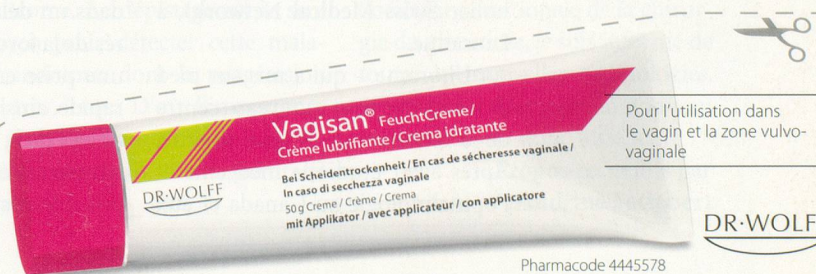 Vagisan® FeuchtCreme/
Crème lubrifiante/Crema idratante
Bei Scheidentrockenheit/En cas de sécheresse vaginale/
In caso di secchezza vaginale
50g Creme/Crème/Crema
mit Applikator/avec applicateur/con applicatore
DR·WOLFF
Pour l'utilisation dans
le vagin et la zone vulvo-
vaginale
DR·WOLF
Pharmacode 4445578